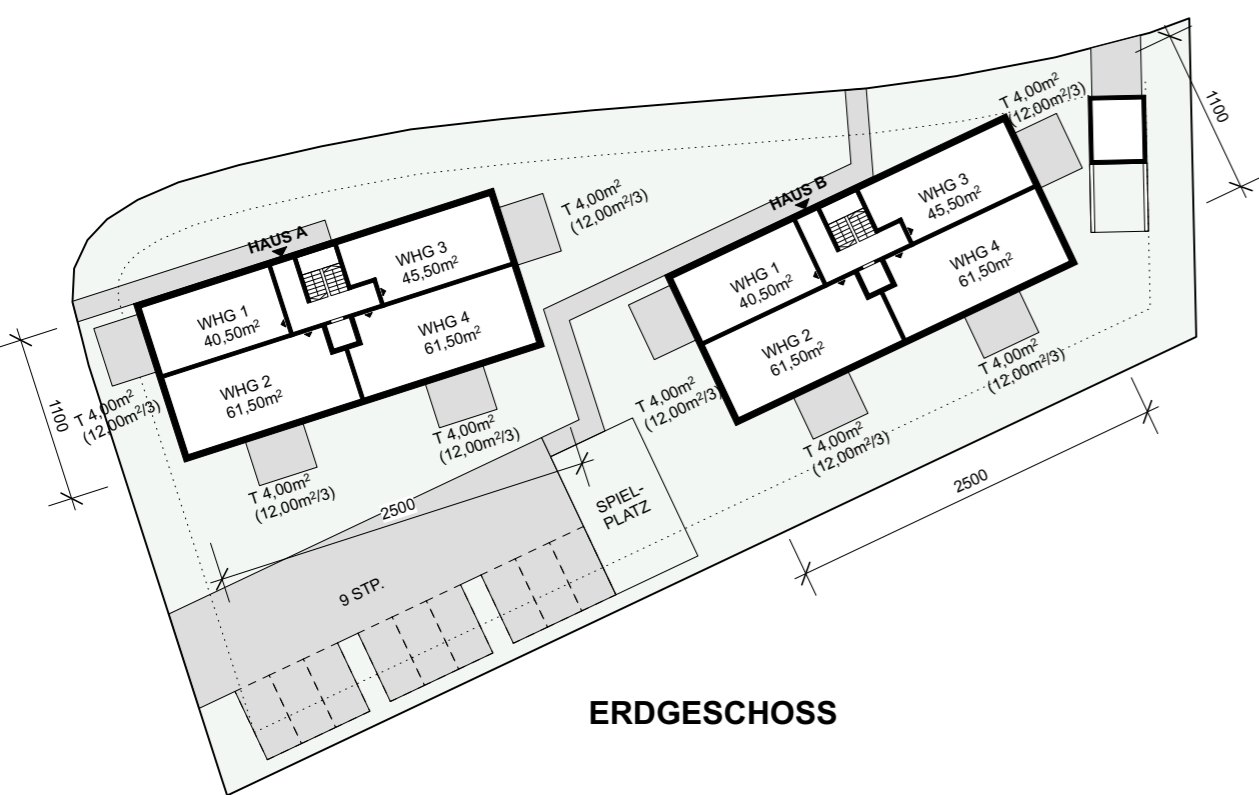 HAUS A
WHG 1
40,50m²
WHG 2
61,50m²
WHG 3
45,50m²
WHG 4
61,50m²
T 4,00m²
(12,00m²/3)
T 4,00m²
(12,00m²/3)
T 4,00m²
(12,00m²/3)
T 4,00m²
(12,00m²/3)
1100
2500
HAUS B
WHG 1
40.50m²
WHG 2
61,50m²
WHG 3
45,50m²
WHG 4
61,50m²
T 4,00m²
(12,00m²/3)
T 4,00m²
(12,00m²/3)
T 4,00m²
(12,00m²/3)
T 4,00m²
(12,00m²/3)
1100
2500
SPIEL-
PLATZ
9 STP.
ERDGESCHOSS